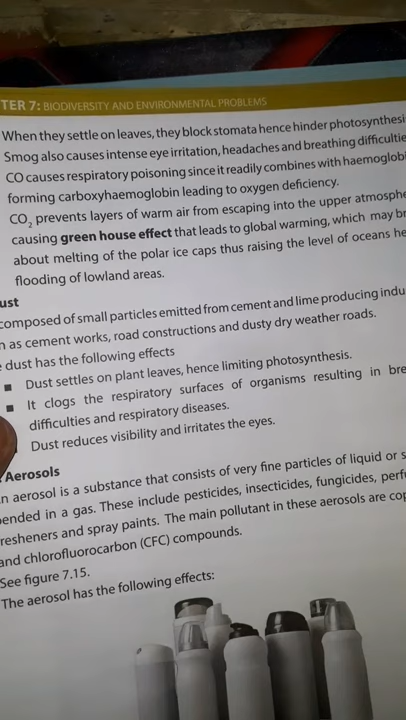 TER 7: BIODIVERSITY AND ENVIRONMENTAL PROBLEMS
When they settle on leaves, they block stomata hence hinder photosynthesi
Smog also causes intense eye irritation, headaches and breathing difficultie
CO causes respiratory poisoning since it readily combines with haemoglobi
forming carboxyhaemoglobin leading to oxygen deficiency.
CO₂ prevents layers of warm air from escaping into the upper atmosphe
causing green house effect that leads to global warming, which may br
about melting of the polar ice caps thus raising the level of oceans he
flooding of lowland areas.
ust
composed of small particles emitted from cement and lime producing indu
h as cement works, road constructions and dusty dry weather roads.
e dust has the following effects
■ Dust settles on plant leaves, hence limiting photosynthesis.
■ It clogs the respiratory surfaces of organisms resulting in bre
difficulties and respiratory diseases.
Dust reduces visibility and irritates the eyes.
Aerosols
n aerosol is a substance that consists of very fine particles of liquid or s
pended in a gas. These include pesticides, insecticides, fungicides, perfu
resheners and spray paints. The main pollutant in these aerosols are cop
and chlorofluorocarbon (CFC) compounds.
See figure 7.15.
The aerosol has the following effects: